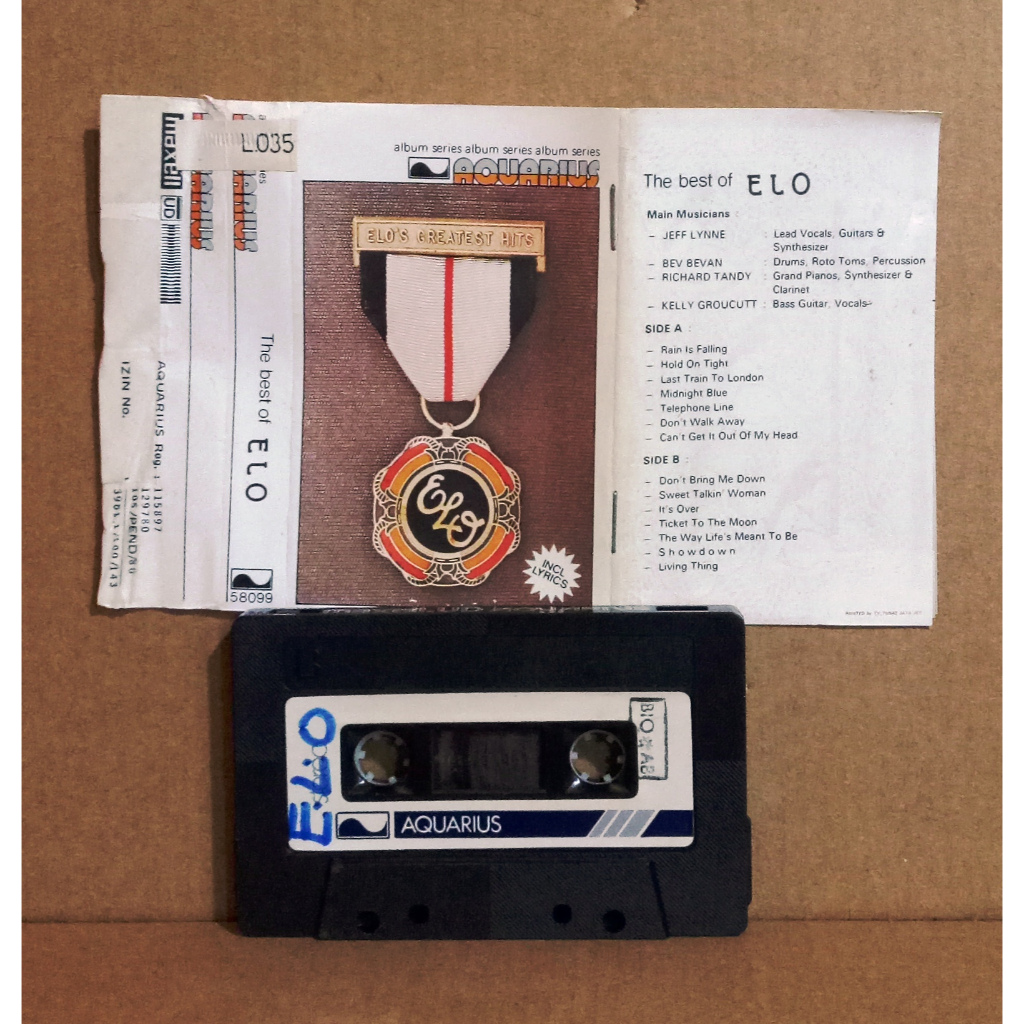 maxell UD
L.035
The best of ELO
58099
AQUARIUS Reg. : 115897
129780
IZIN No.
album series album series album series
AQUARIUS
ELO'S GREATEST HITS
ELO
INCL
LYRICS
The best of ELO
Main Musicians :
– JEFF LYNNE : Lead Vocals, Guitars &
Synthesizer
– BEV BEVAN : Drums, Roto Toms, Percussion
– RICHARD TANDY : Grand Pianos, Synthesizer &
Clarinet
– KELLY GROUCUTT : Bass Guitar, Vocals
SIDE A :
– Rain Is Falling
– Hold On Tight
– Last Train To London
– Midnight Blue
– Telephone Line
– Don't Walk Away
– Can't Get It Out Of My Head
SIDE B :
– Don't Bring Me Down
– Sweet Talkin' Woman
– It's Over
– Ticket To The Moon
– The Way Life's Meant To Be
– Showdown
– Living Thing
E.L.O
AQUARIUS